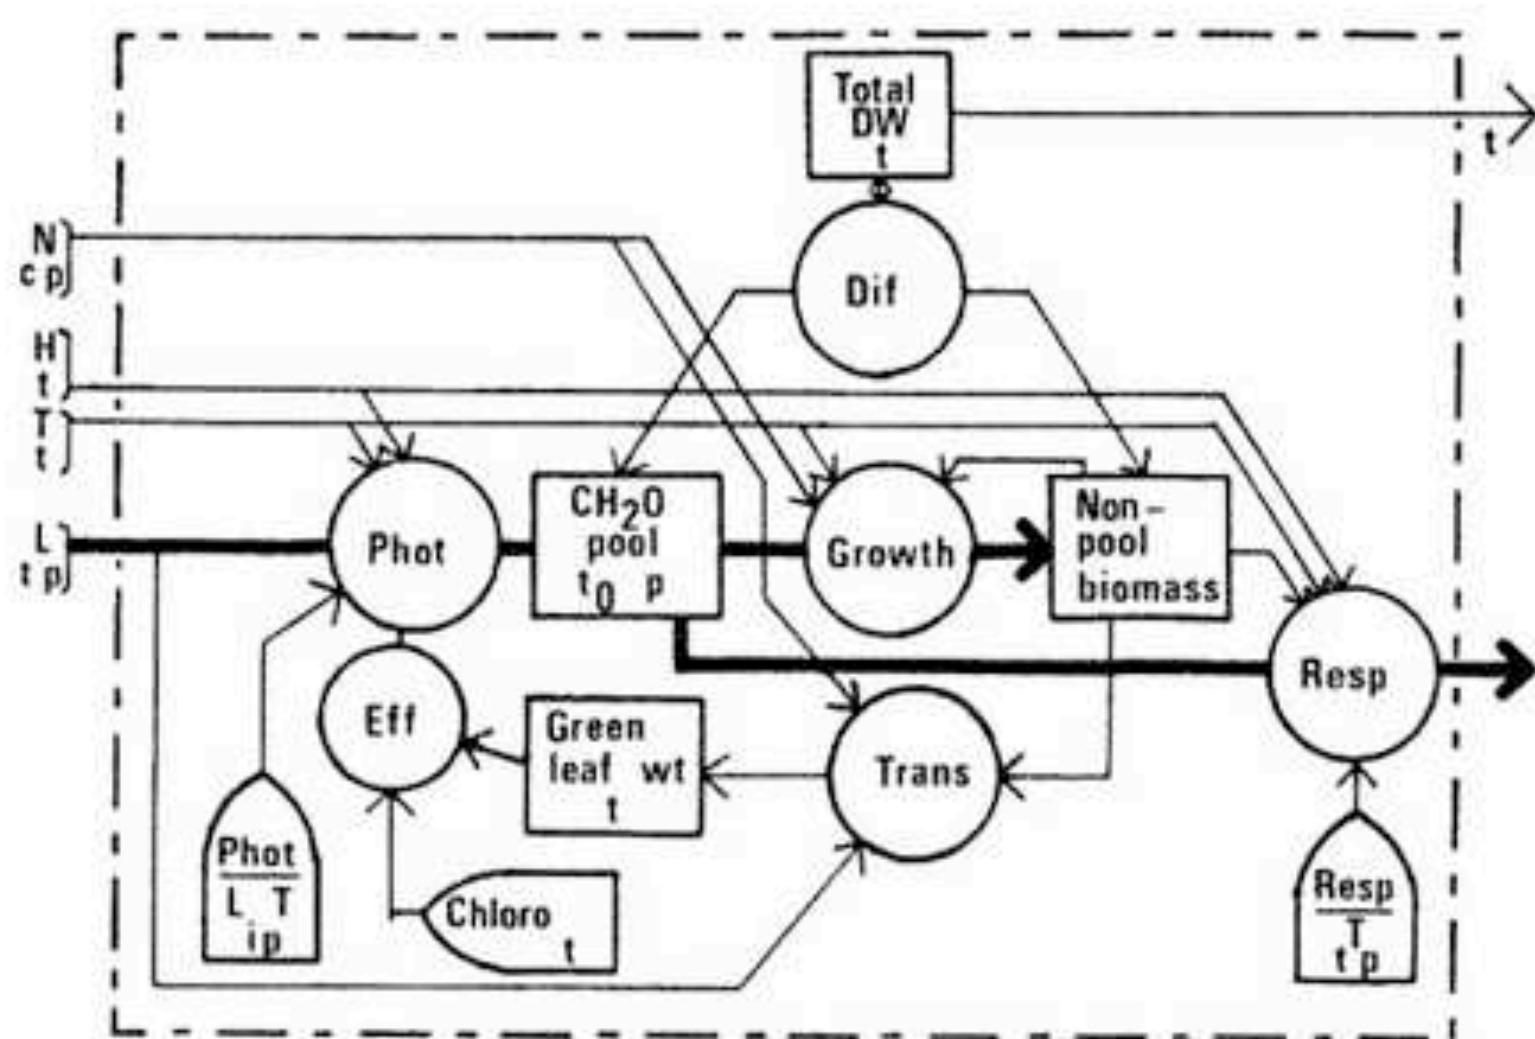 Total
DW
t
t
N
c p
Dif
H
t
T
t
L
t p
Phot
CH2O
pool
t0 p
Growth
Non-
pool
biomass
Resp
Eff
Green
leaf wt
t
Trans
Phot
L T
i p
Chloro
t
Resp
T
t p